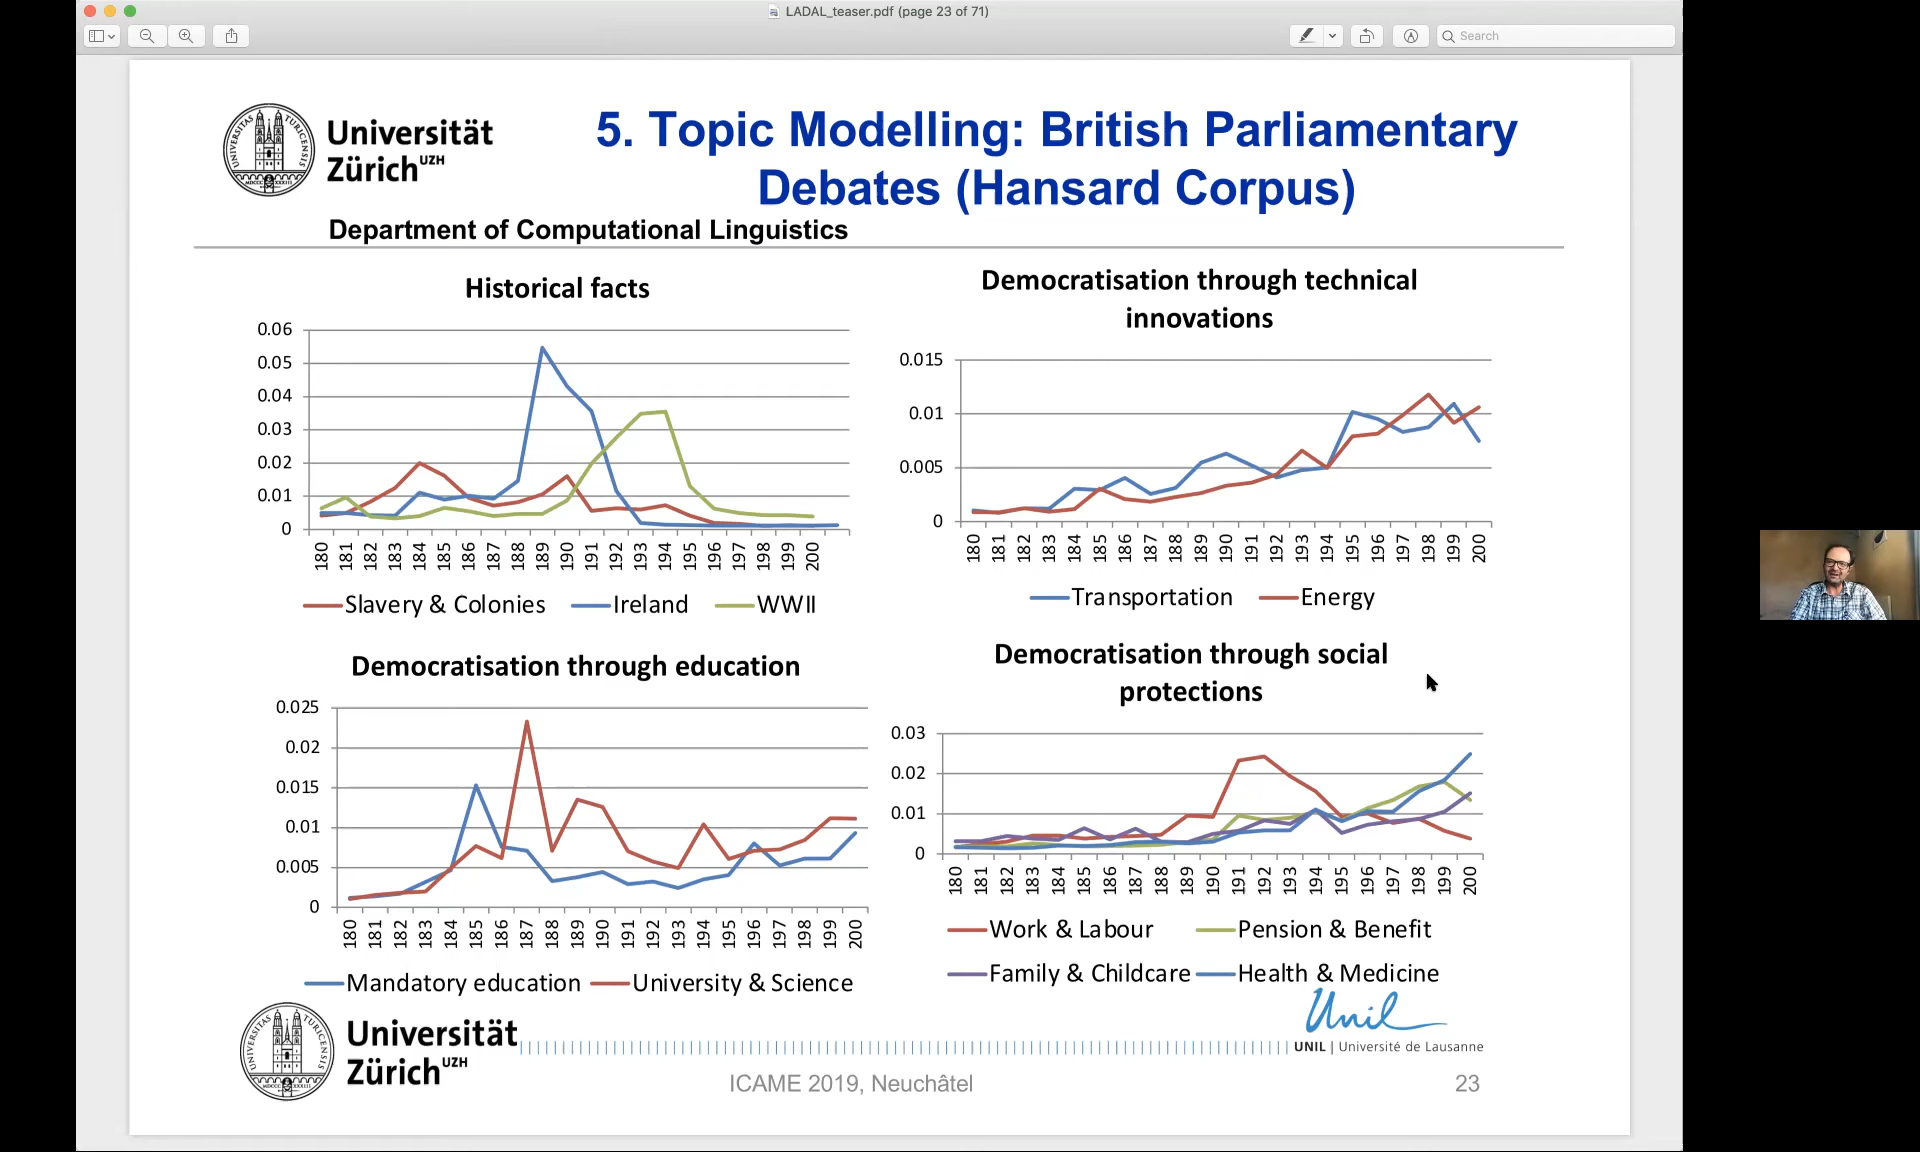 LADAL_teaser.pdf (page 23 of 71)
Search
Universität
Zürich UZH
5. Topic Modelling: British Parliamentary
Debates (Hansard Corpus)
Department of Computational Linguistics
Historical facts
0.06
0.05
0.04
0.03
0.02
0.01
0
180 181 182 183 184 185 186 187 188 189 190 191 192 193 194 195 196 197 198 199 200
Slavery & Colonies Ireland WWII
Democratisation through technical
innovations
0.015
0.01
0.005
0
180 181 182 183 184 185 186 187 188 189 190 191 192 193 194 195 196 197 198 199 200
Transportation Energy
Democratisation through education
0.025
0.02
0.015
0.01
0.005
0
180 181 182 183 184 185 186 187 188 189 190 191 192 193 194 195 196 197 198 199 200
Mandatory education University & Science
Democratisation through social
protections
0.03
0.02
0.01
0
180 181 182 183 184 185 186 187 188 189 190 191 192 193 194 195 196 197 198 199 200
Work & Labour Pension & Benefit
Family & Childcare Health & Medicine
Universität
Zürich UZH
Unil
UNIL | Université de Lausanne
ICAME 2019, Neuchâtel
23